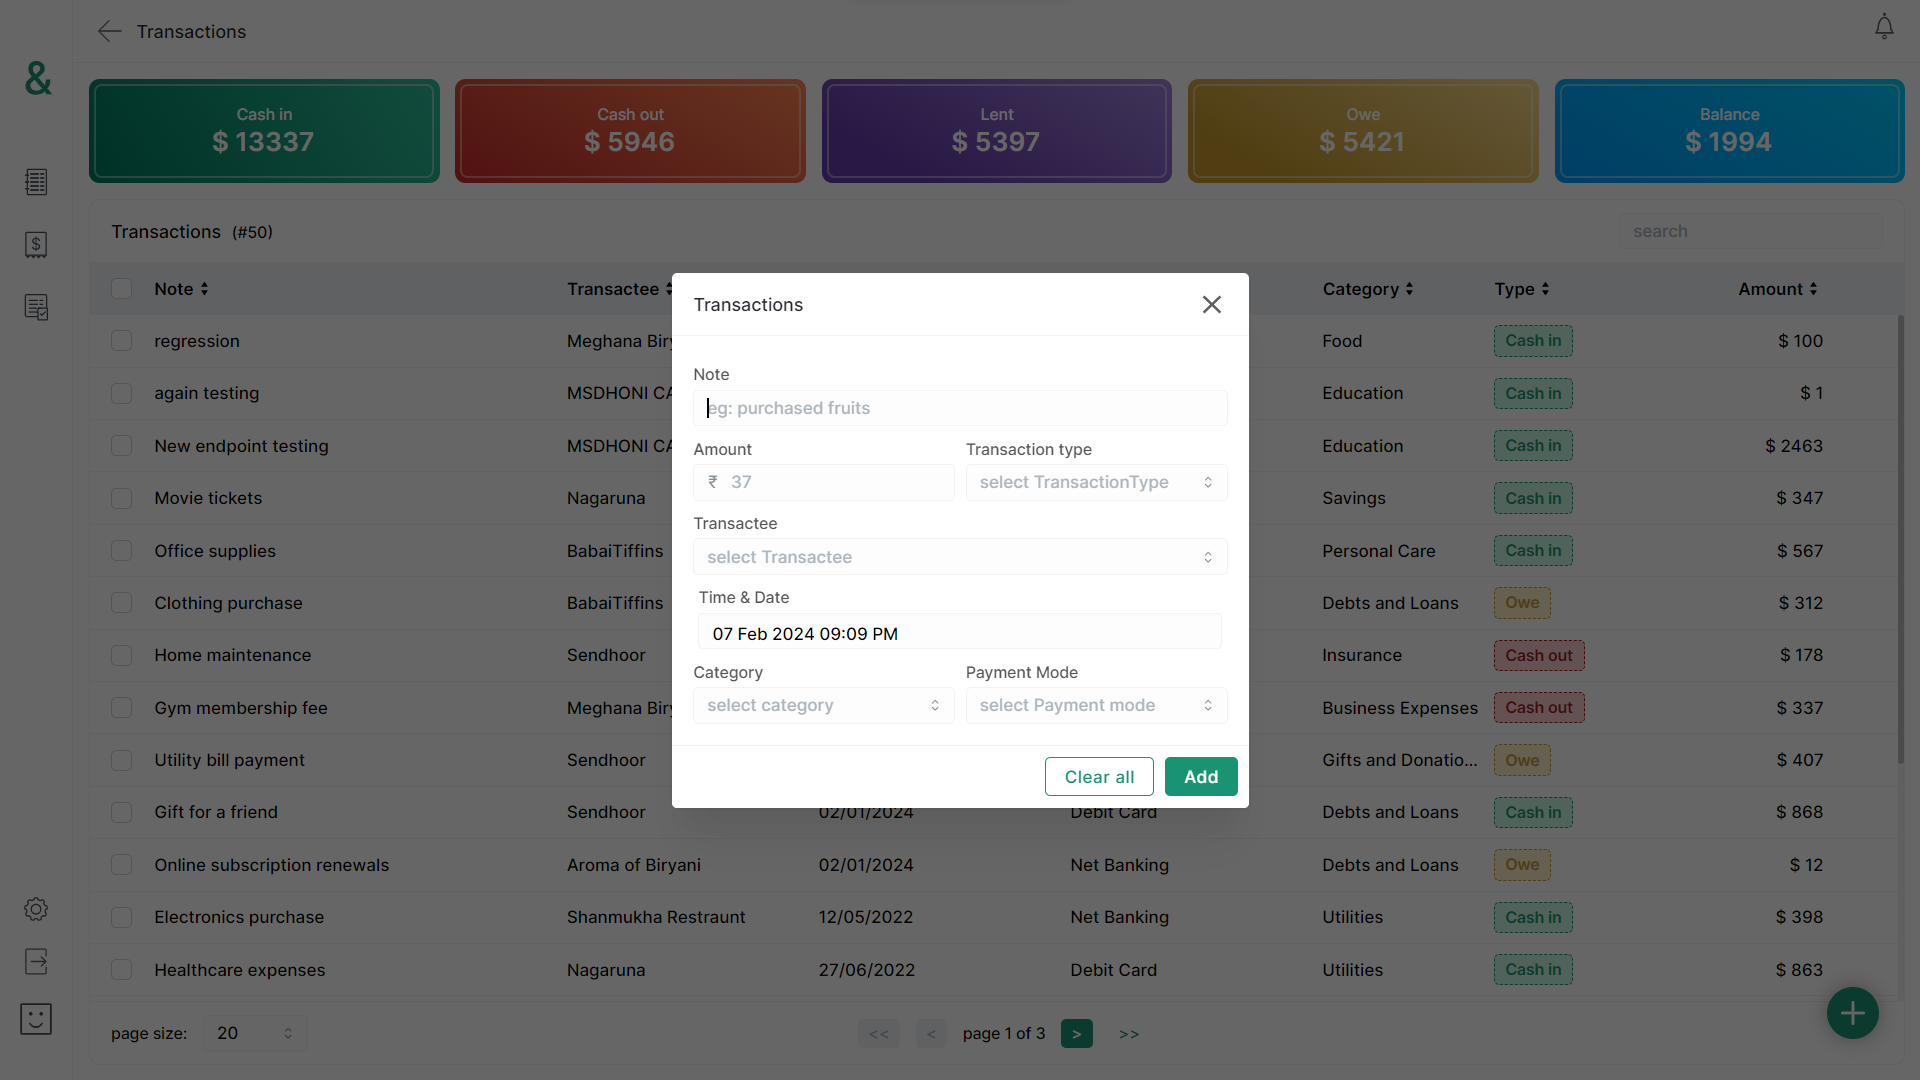 Transactions
&
Cash in
$ 13337
Cash out
$ 5946
Lent
$ 5397
Owe
$ 5421
Balance
$ 1994
Transactions (#50)
search
Note Transactee Category Type Amount
regression Meghana Biry Food Cash in $ 100
again testing MSDHONI CA Education Cash in $ 1
New endpoint testing MSDHONI CA Education Cash in $ 2463
Movie tickets Nagaruna Savings Cash in $ 347
Office supplies BabaiTiffins Personal Care Cash in $ 567
Clothing purchase BabaiTiffins Debts and Loans Owe $ 312
Home maintenance Sendhoor Insurance Cash out $ 178
Gym membership fee Meghana Biry Business Expenses Cash out $ 337
Utility bill payment Sendhoor Gifts and Donatio... Owe $ 407
Gift for a friend Sendhoor 02/01/2024 Debit Card Debts and Loans Cash in $ 868
Online subscription renewals Aroma of Biryani 02/01/2024 Net Banking Debts and Loans Owe $ 12
Electronics purchase Shanmukha Restraunt 12/05/2022 Net Banking Utilities Cash in $ 398
Healthcare expenses Nagaruna 27/06/2022 Debit Card Utilities Cash in $ 863
page size: 20 << < page 1 of 3 > >>
Transactions
Note
eg: purchased fruits
Amount Transaction type
₹ 37 select TransactionType
Transactee
select Transactee
Time & Date
07 Feb 2024 09:09 PM
Category Payment Mode
select category select Payment mode
Clear all Add